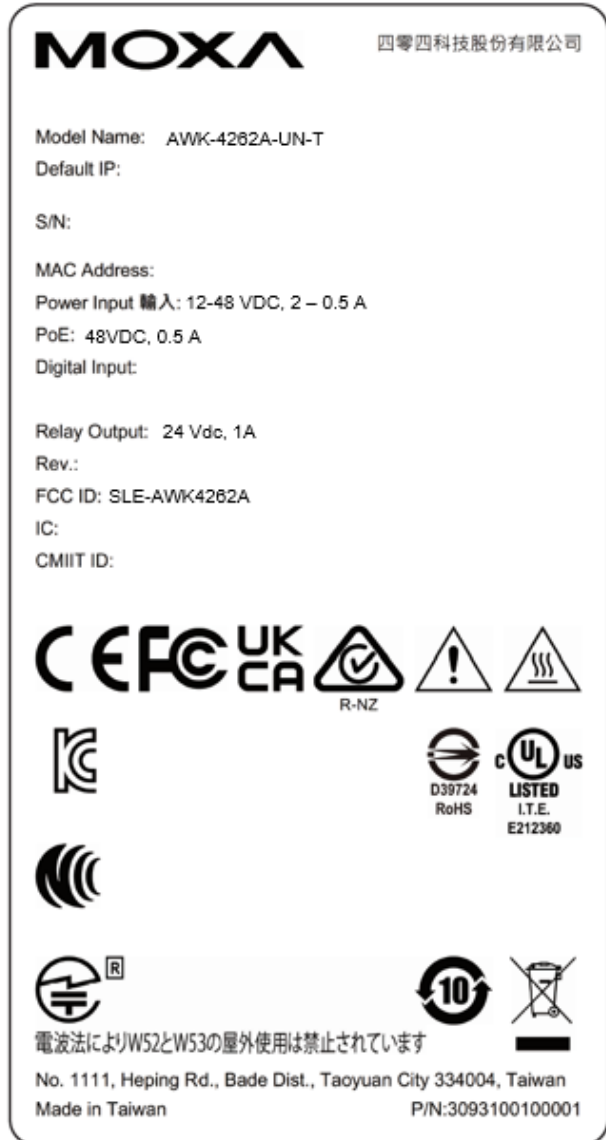 MOXA 四零四科技股份有限公司
Model Name: AWK-4262A-UN-T
Default IP:
S/N:
MAC Address:
Power Input 輸入: 12-48 VDC, 2 – 0.5 A
PoE: 48VDC, 0.5 A
Digital Input:
Relay Output: 24 Vdc, 1A
Rev.:
FCC ID: SLE-AWK4262A
IC:
CMIIT ID:
CE FC UK CA
R-NZ
D39724
RoHS
C UL US
LISTED
I.T.E.
E212360
R
10
電波法によりW52とW53の屋外使用は禁止されています
No. 1111, Heping Rd., Bade Dist., Taoyuan City 334004, Taiwan
Made in Taiwan P/N:3093100100001